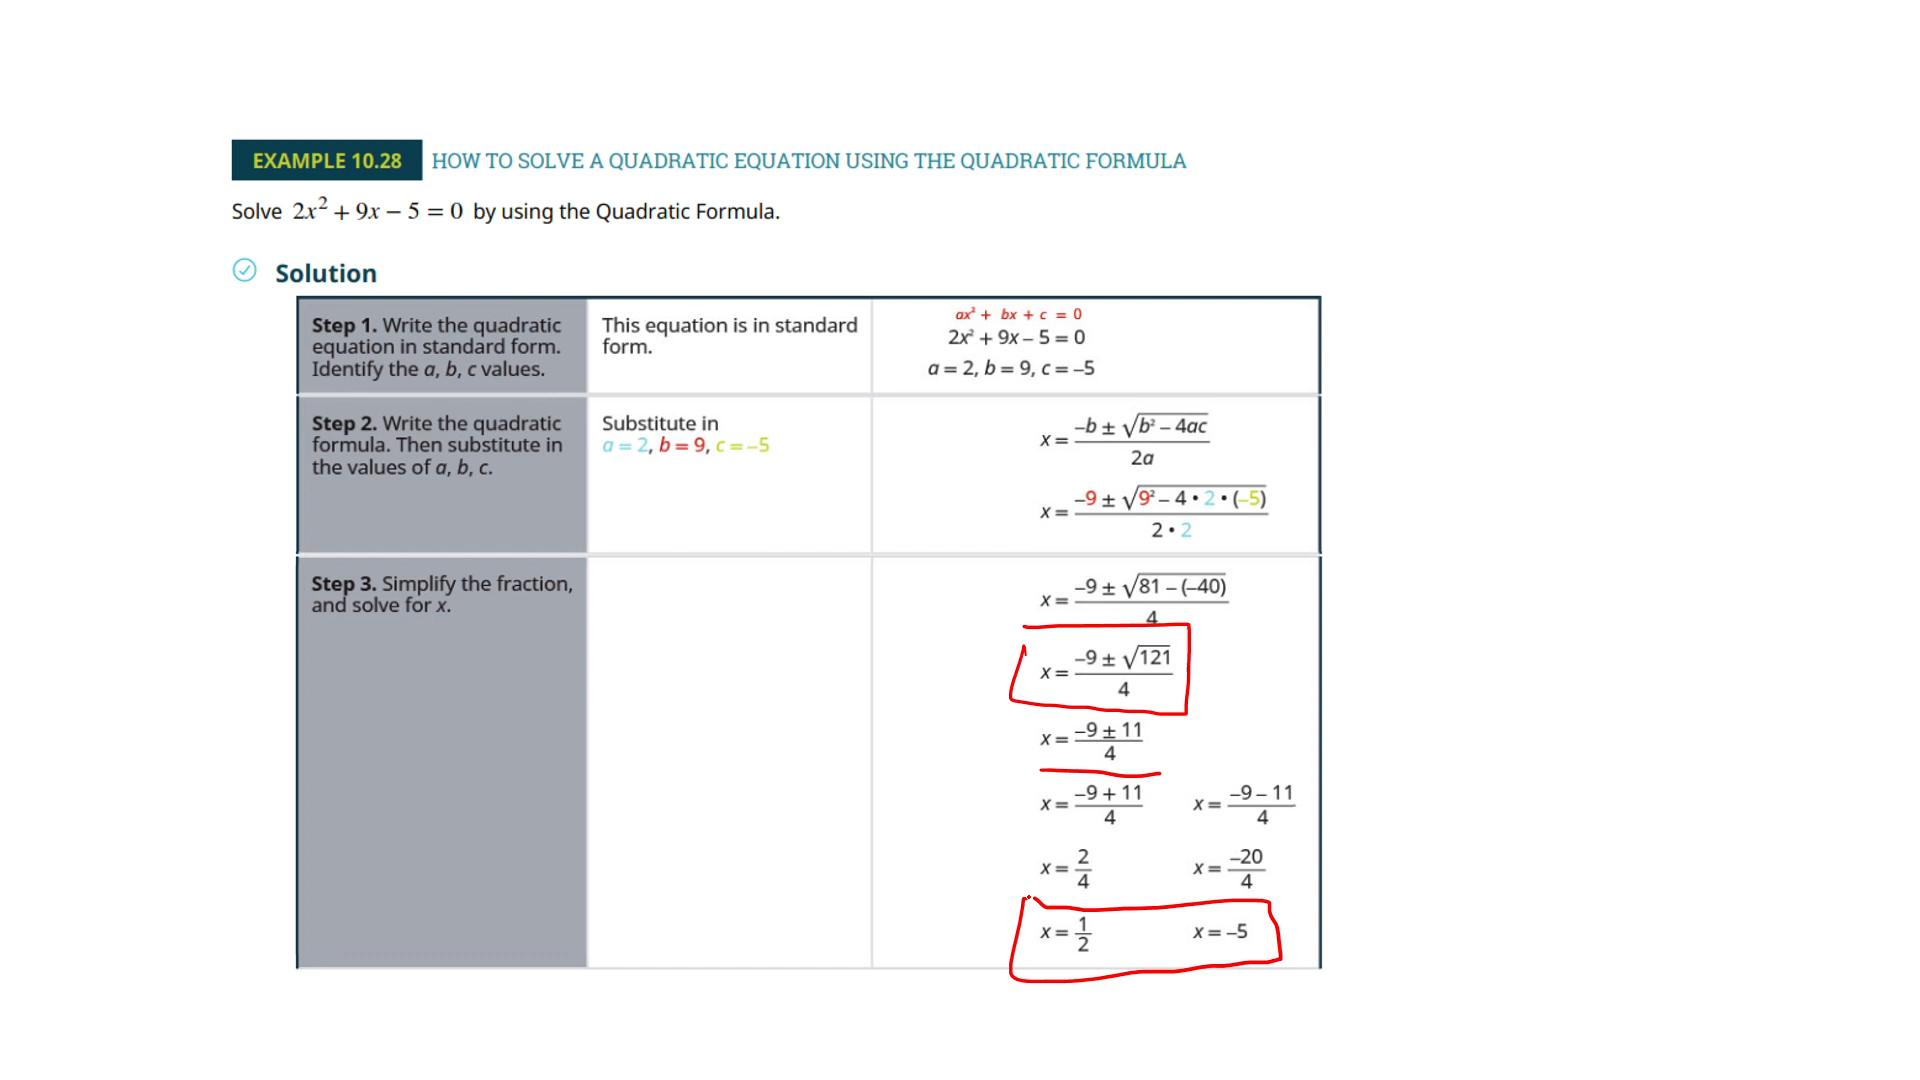 EXAMPLE 10.28 HOW TO SOLVE A QUADRATIC EQUATION USING THE QUADRATIC FORMULA
Solve 2x² + 9x − 5 = 0 by using the Quadratic Formula.
Solution
Step 1. Write the quadratic
equation in standard form.
Identify the a, b, c values.
This equation is in standard
form.
ax² + bx + c = 0
2x² + 9x − 5 = 0
a = 2, b = 9, c = −5
Step 2. Write the quadratic
formula. Then substitute in
the values of a, b, c.
Substitute in
a = 2, b = 9, c = −5
x = (−b ± √(b² − 4ac)) / 2a
x = (−9 ± √(9² − 4 • 2 • (−5))) / 2 • 2
Step 3. Simplify the fraction,
and solve for x.
x = (−9 ± √(81 − (−40))) / 4
x = (−9 ± √121) / 4
x = (−9 ± 11) / 4
x = (−9 + 11) / 4 x = (−9 − 11) / 4
x = 2/4 x = −20/4
x = 1/2 x = −5